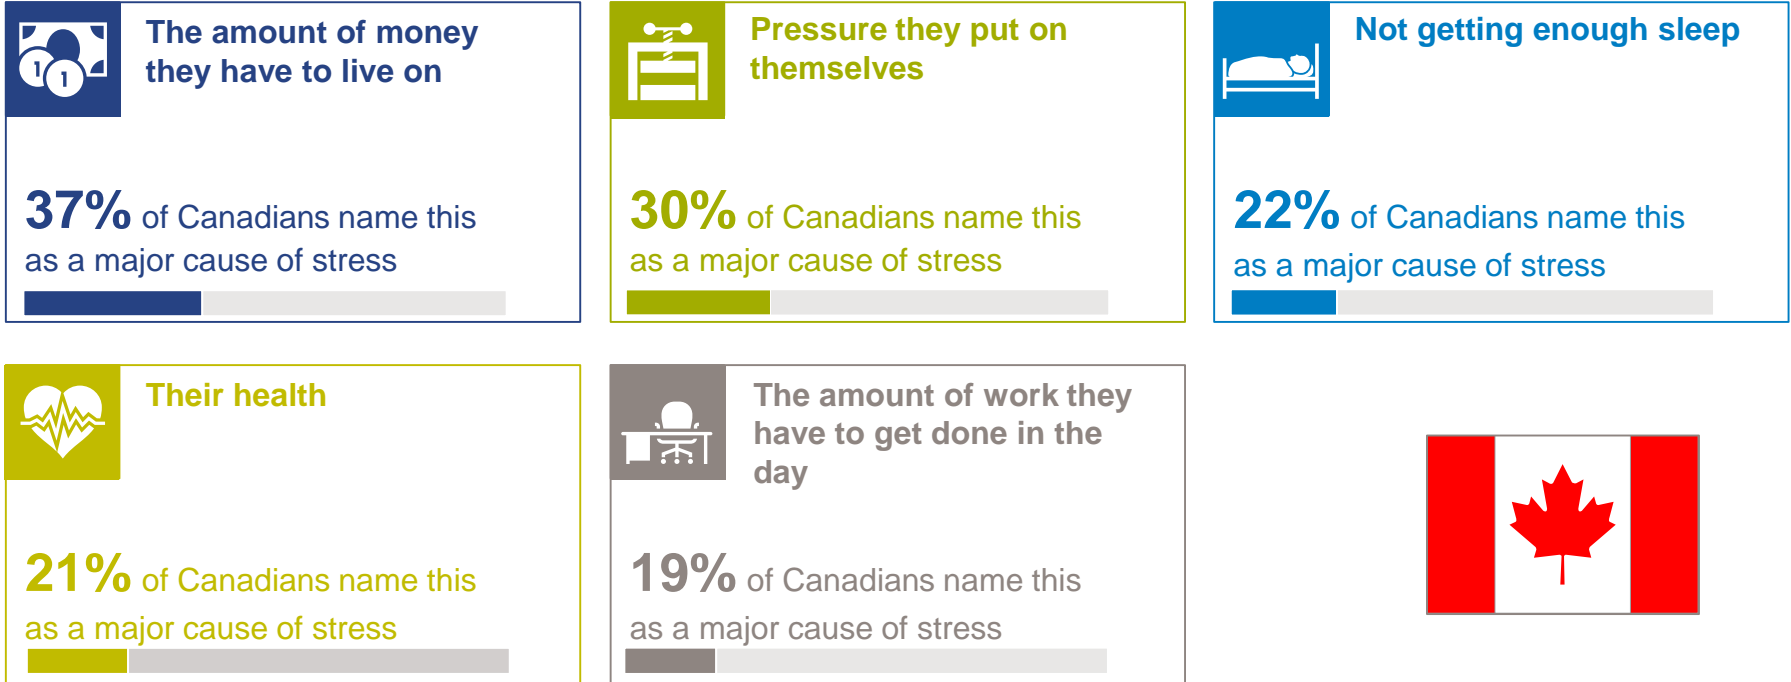 The amount of money
they have to live on
37% of Canadians name this
as a major cause of stress
Pressure they put on
themselves
30% of Canadians name this
as a major cause of stress
Not getting enough sleep
22% of Canadians name this
as a major cause of stress
Their health
21% of Canadians name this
as a major cause of stress
The amount of work they
have to get done in the
day
19% of Canadians name this
as a major cause of stress